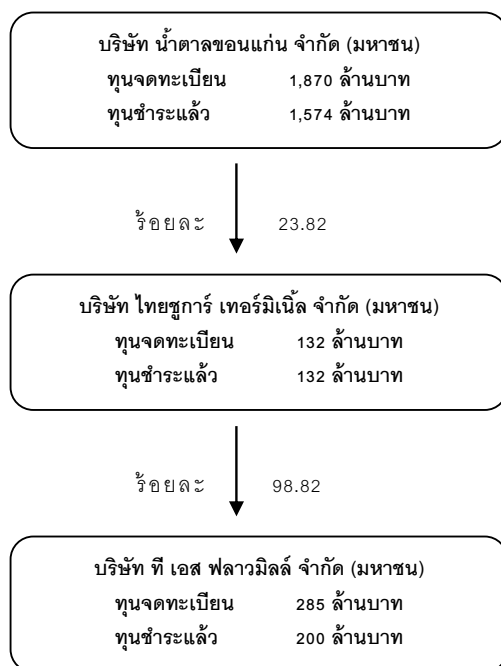 บริษัท น้ำตาลขอนแก่น จำกัด (มหาชน)
ทุนจดทะเบียน 1,870 ล้านบาท
ทุนชำระแล้ว 1,574 ล้านบาท
ร้อยละ 23.82
บริษัท ไทยชูการ์ เทอร์มิเนิ้ล จำกัด (มหาชน)
ทุนจดทะเบียน 132 ล้านบาท
ทุนชำระแล้ว 132 ล้านบาท
ร้อยละ 98.82
บริษัท ที เอส ฟลาวมิลล์ จำกัด (มหาชน)
ทุนจดทะเบียน 285 ล้านบาท
ทุนชำระแล้ว 200 ล้านบาท